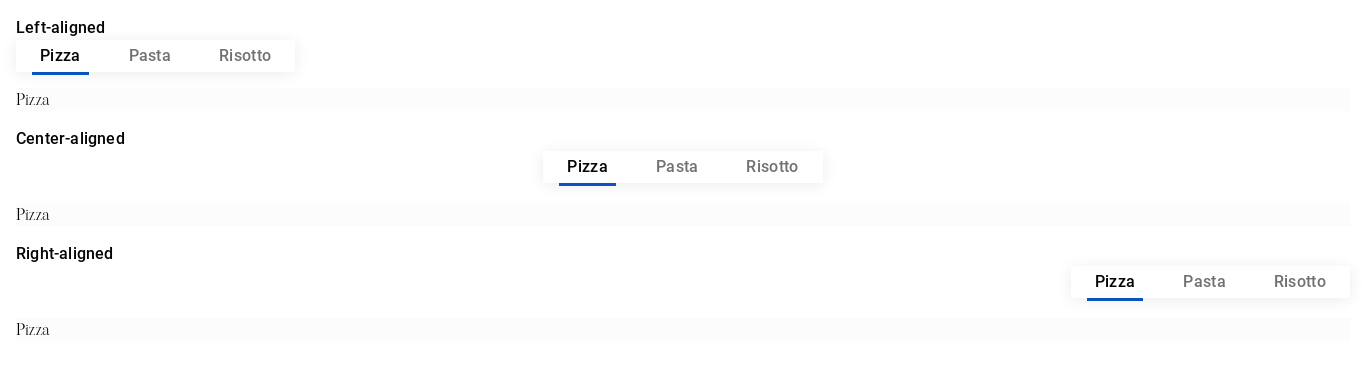 Left-aligned
Pizza Pasta Risotto
Pizza
Center-aligned
Pizza Pasta Risotto
Pizza
Right-aligned
Pizza Pasta Risotto
Pizza